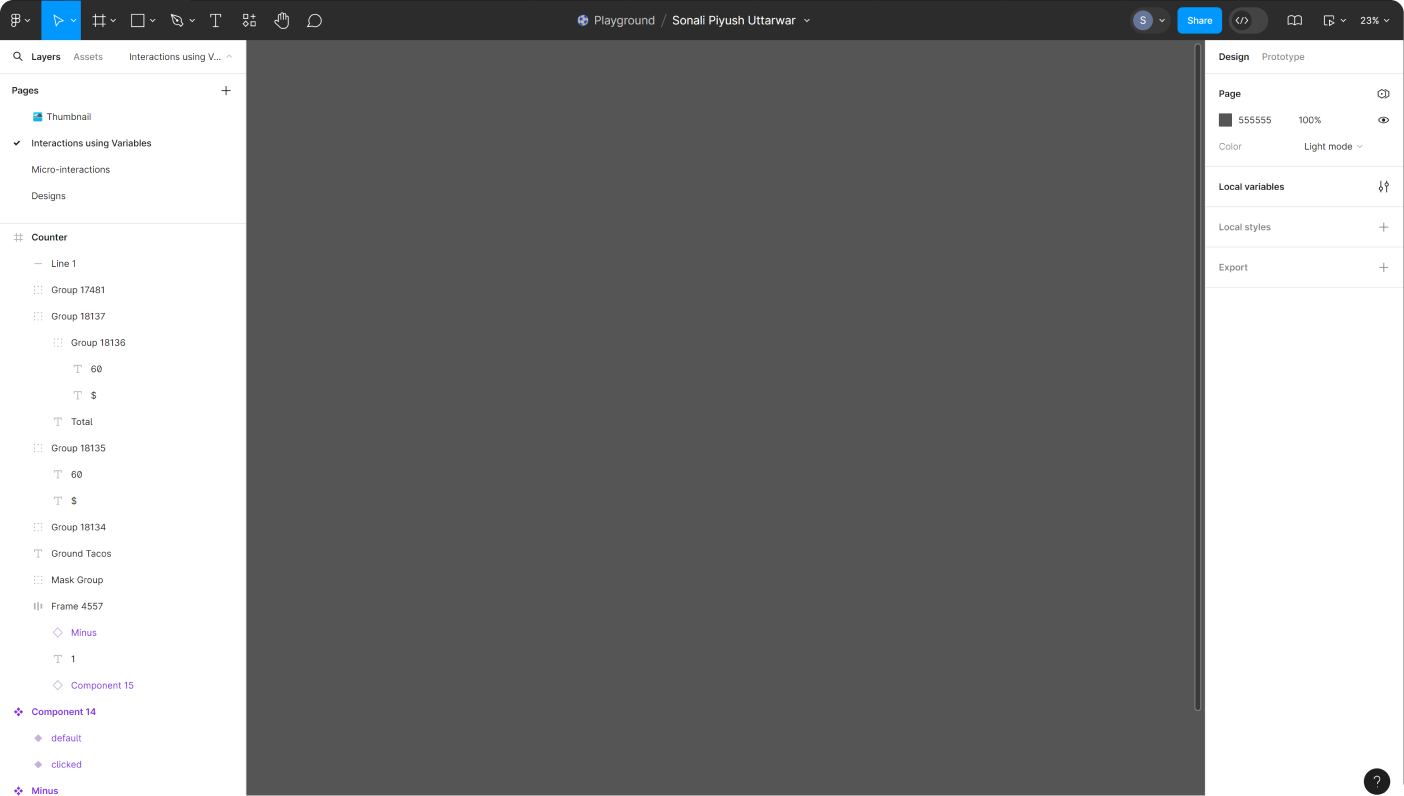 Playground / Sonali Piyush Uttarwar
S
Share
</>
23%
Layers
Assets
Interactions using V...
Pages
Thumbnail
Interactions using Variables
Micro-interactions
Designs
Counter
Line 1
Group 17481
Group 18137
Group 18136
60
$
Total
Group 18135
60
$
Group 18134
Ground Tacos
Mask Group
Frame 4557
Minus
1
Component 15
Component 14
default
clicked
Minus
Design
Prototype
Page
555555 100%
Color Light mode
Local variables
Local styles
Export
?